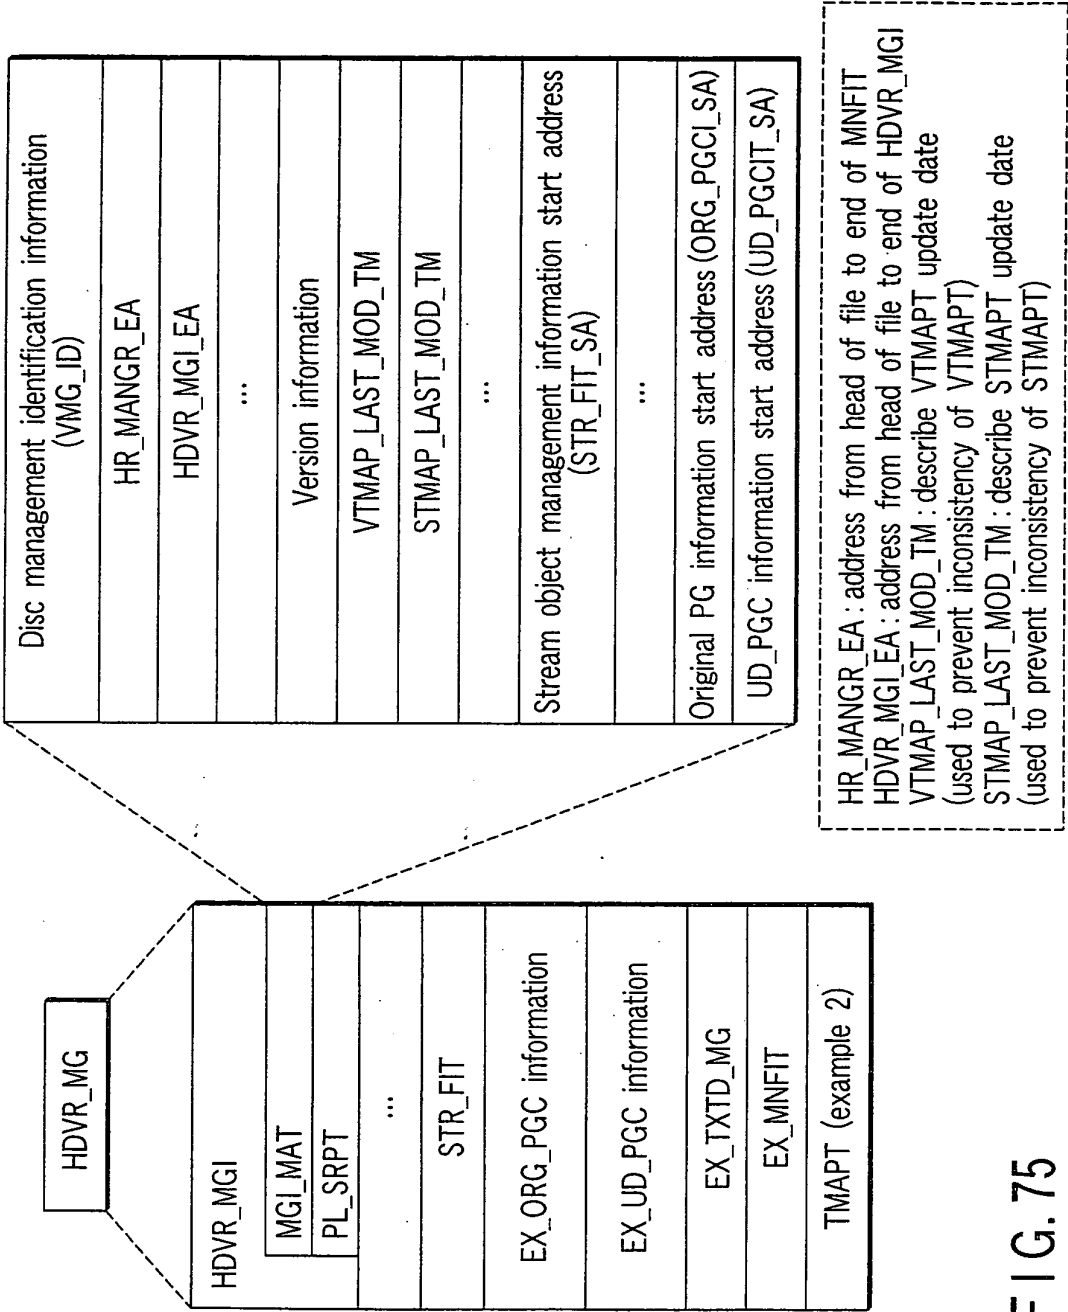 HDVR_MG
HDVR_MGI
MGI_MAT
PL_SRPT
...
STR_FIT
EX_ORG_PGC information
EX_UD_PGC information
EX_TXTD_MG
EX_MNFIT
TMAPT (example 2)
Disc management identification information
(VMG_ID)
HR_MANGR_EA
HDVR_MGI_EA
...
Version information
VTMAP_LAST_MOD_TM
STMAP_LAST_MOD_TM
...
Stream object management information start address
(STR_FIT_SA)
...
Original PG information start address (ORG_PGCI_SA)
UD_PGC information start address (UD_PGCIT_SA)
HR_MANGR_EA : address from head of file to end of MNFIT
HDVR_MGI_EA : address from head of file to end of HDVR_MGI
VTMAP_LAST_MOD_TM : describe VTMAPT update date
(used to prevent inconsistency of VTMAPT)
STMAP_LAST_MOD_TM : describe STMAPT update date
(used to prevent inconsistency of STMAPT)
FIG. 75